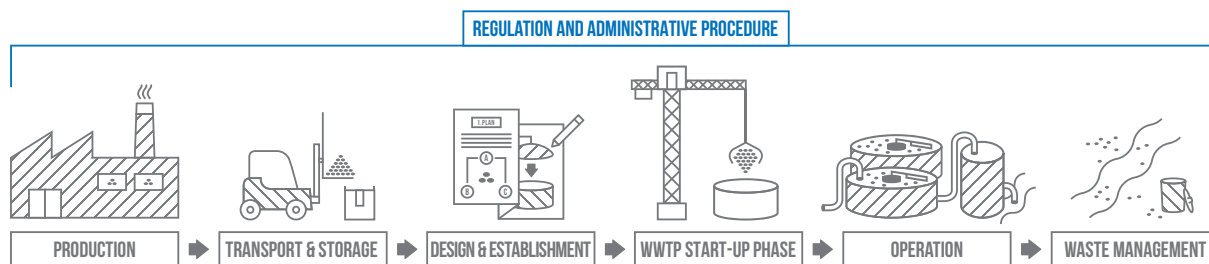 REGULATION AND ADMINISTRATIVE PROCEDURE
1.PLAN
A
B
C
PRODUCTION
TRANSPORT & STORAGE
DESIGN & ESTABLISHMENT
WWTP START-UP PHASE
OPERATION
WASTE MANAGEMENT